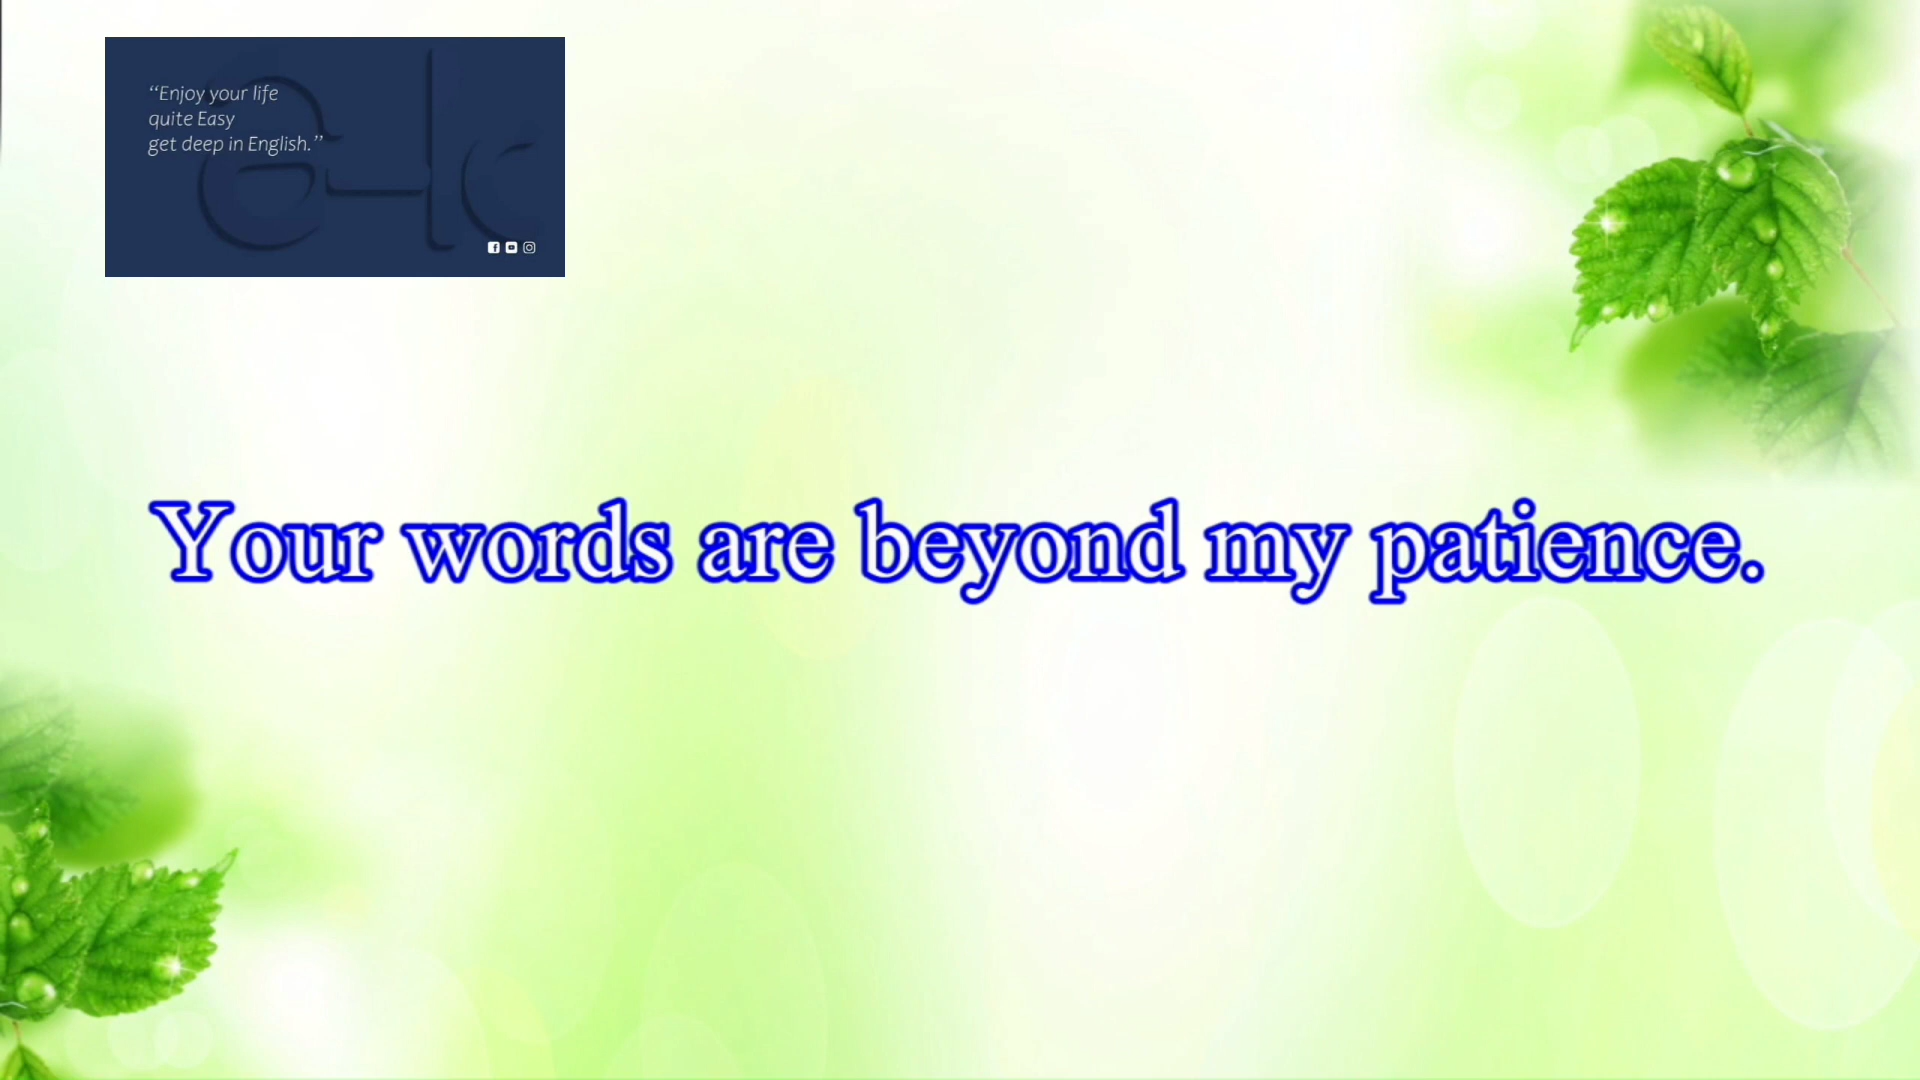 “Enjoy your life
quite Easy
get deep in English.”
Your words are beyond my patience.